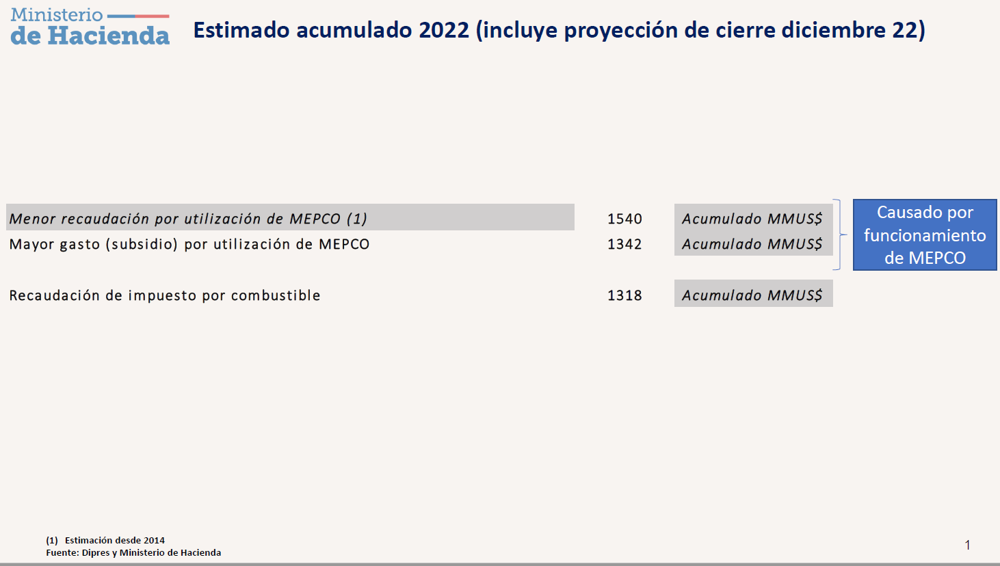 Ministerio
de Hacienda
Estimado acumulado 2022 (incluye proyección de cierre diciembre 22)
Menor recaudación por utilización de MEPCO (1) 1540 Acumulado MMUS$
Mayor gasto (subsidio) por utilización de MEPCO 1342 Acumulado MMUS$
Causado por
funcionamiento
de MEPCO
Recaudación de impuesto por combustible 1318 Acumulado MMUS$
(1) Estimación desde 2014
Fuente: Dipres y Ministerio de Hacienda
1